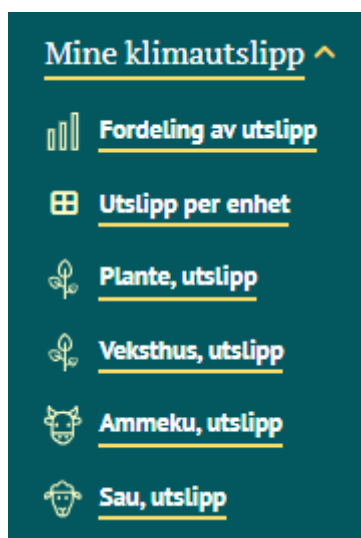 Mine klimautslipp
Fordeling av utslipp
Utslipp per enhet
Plante, utslipp
Veksthus, utslipp
Ammeku, utslipp
Sau, utslipp